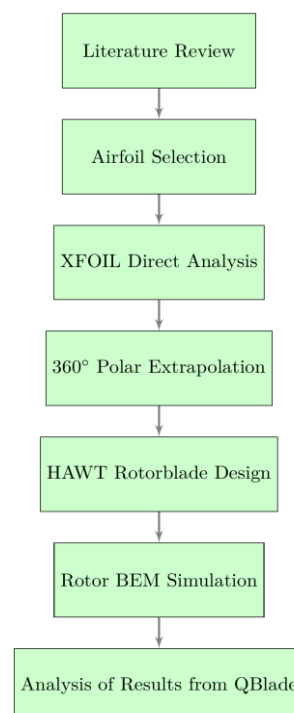 Literature Review
Airfoil Selection
XFOIL Direct Analysis
360° Polar Extrapolation
HAWT Rotorblade Design
Rotor BEM Simulation
Analysis of Results from QBlade